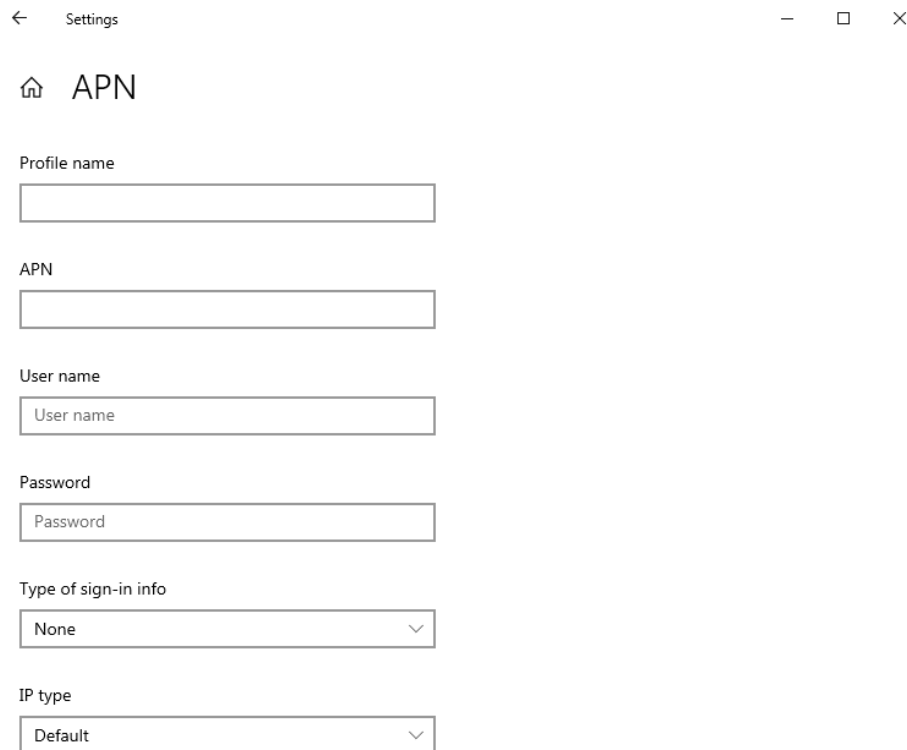 Settings
APN
Profile name
APN
User name
User name
Password
Password
Type of sign-in info
None
IP type
Default